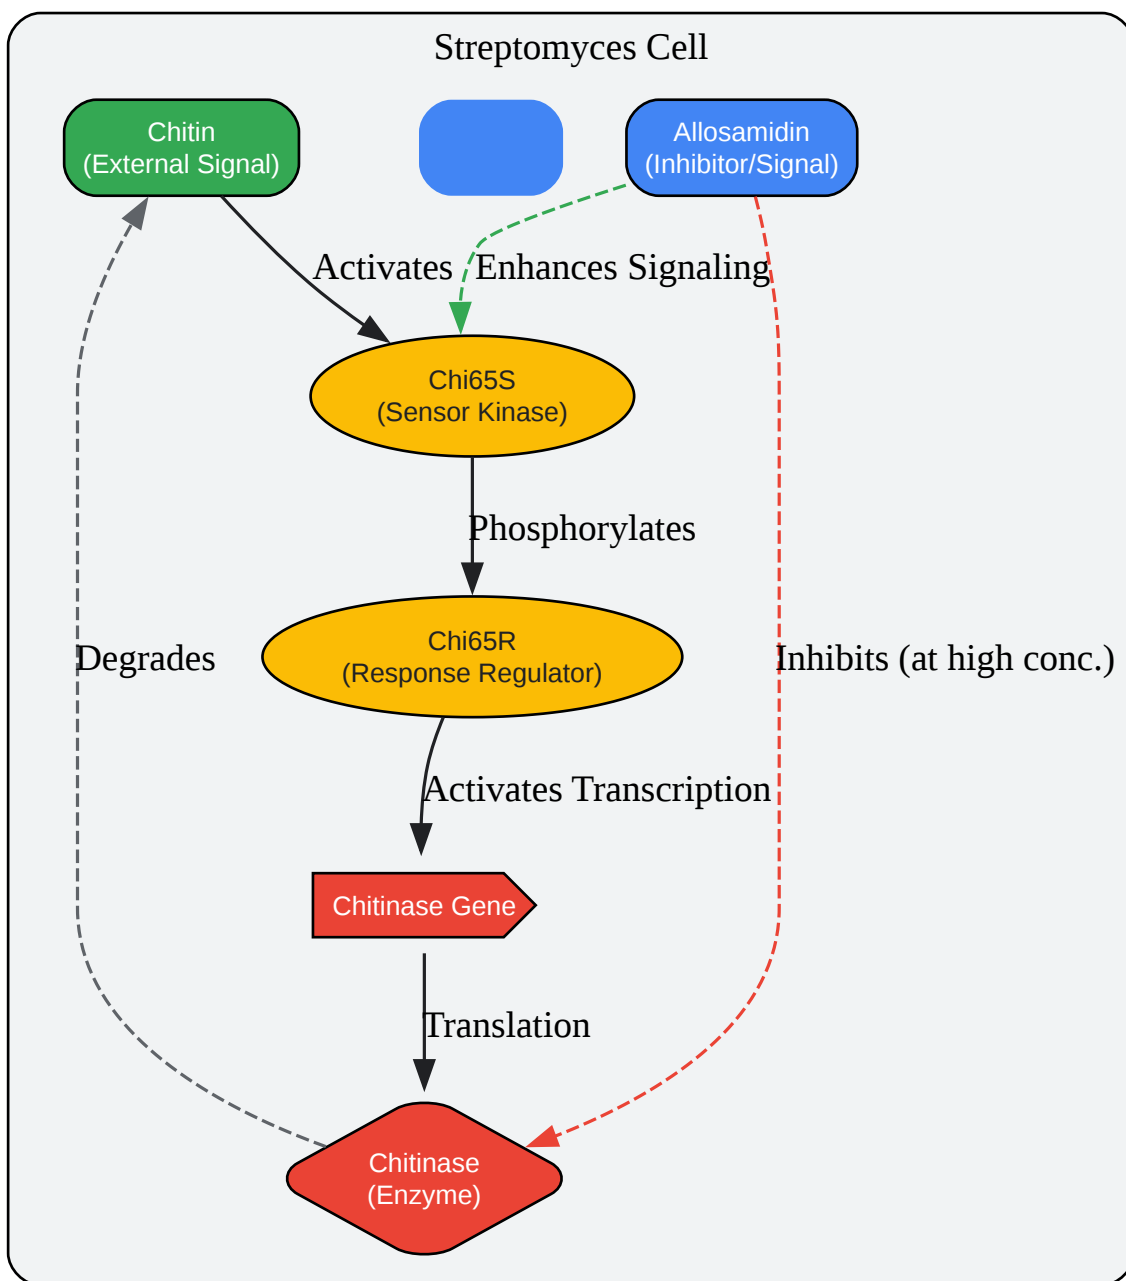 Streptomyces Cell
Chitin
(External Signal)
Allosamidin
(Inhibitor/Signal)
Activates
Enhances Signaling
Chi65S
(Sensor Kinase)
Phosphorylates
Chi65R
(Response Regulator)
Degrades
Inhibits (at high conc.)
Activates Transcription
Chitinase Gene
Translation
Chitinase
(Enzyme)